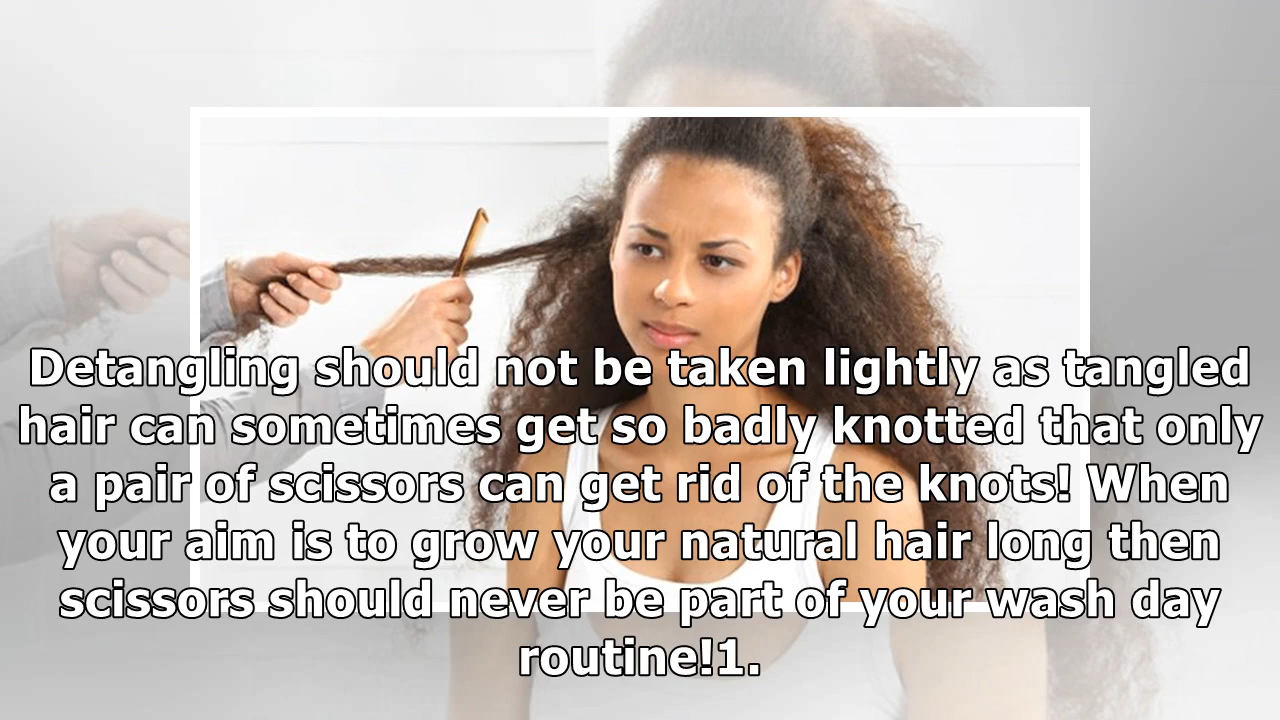 Detangling should not be taken lightly as tangled
hair can sometimes get so badly knotted that only
a pair of scissors can get rid of the knots! When
your aim is to grow your natural hair long then
scissors should never be part of your wash day
routine!1.